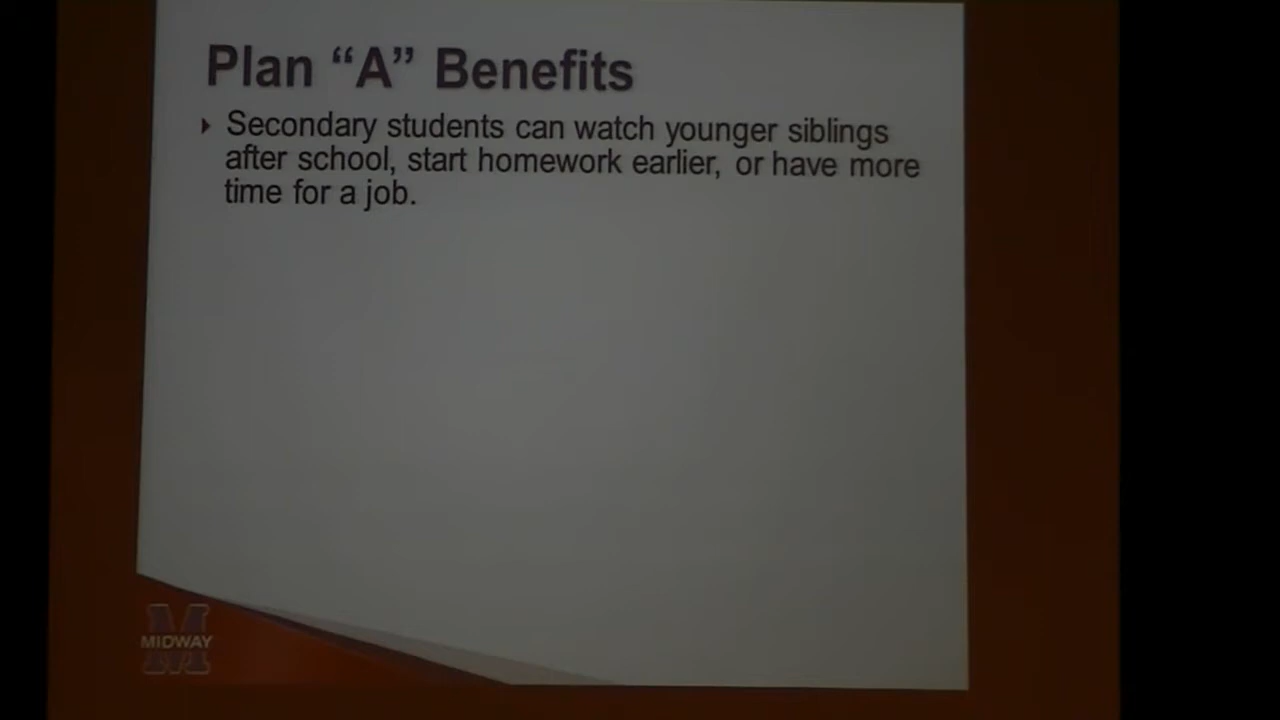 Plan “A” Benefits
Secondary students can watch younger siblings
after school, start homework earlier, or have more
time for a job.
MIDWAY
M